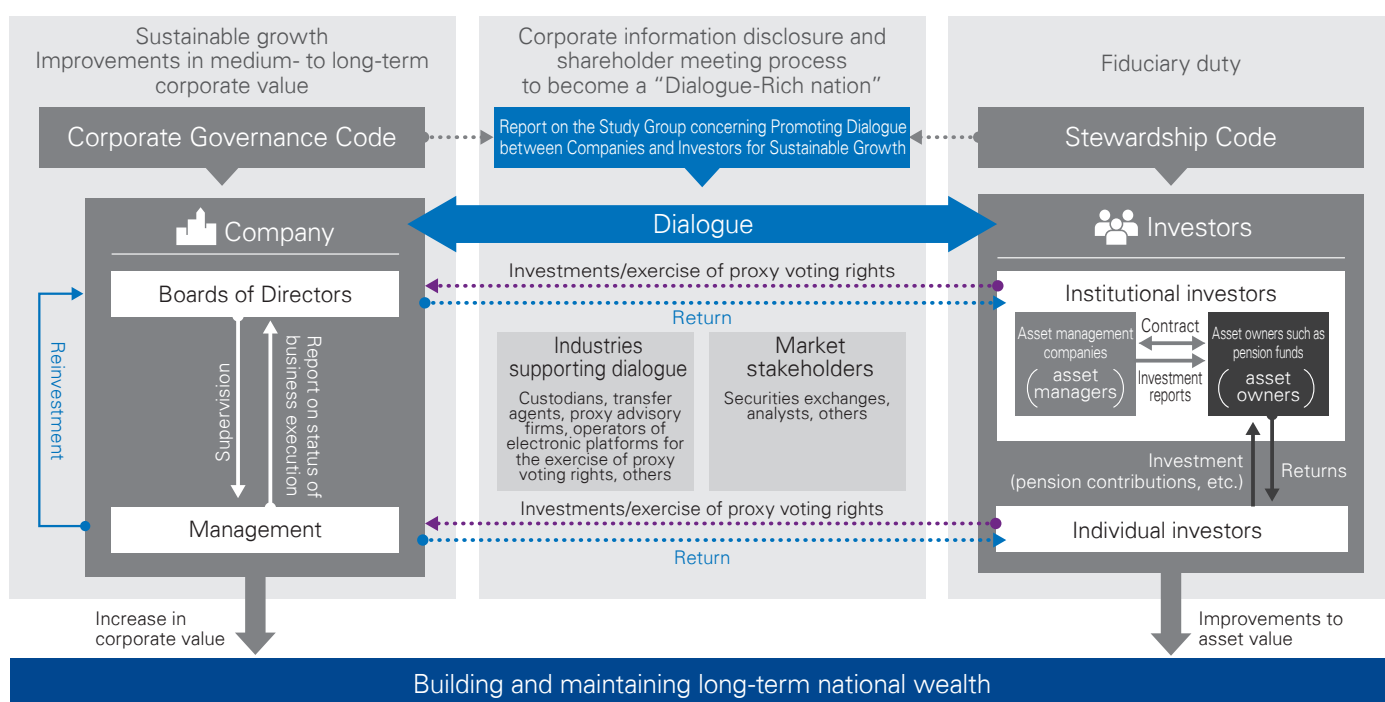 Sustainable growth
Improvements in medium- to long-term
corporate value
Corporate Governance Code
Corporate information disclosure and
shareholder meeting process
to become a “Dialogue-Rich nation”
Report on the Study Group concerning Promoting Dialogue
between Companies and Investors for Sustainable Growth
Fiduciary duty
Stewardship Code
Company
Dialogue
Investors
Boards of Directors
Reinvestment
Supervision
Report on status of
business execution
Management
Investments/exercise of proxy voting rights
Return
Industries
supporting dialogue
Custodians, transfer
agents, proxy advisory
firms, operators of
electronic platforms for
the exercise of proxy
voting rights, others
Market
stakeholders
Securities exchanges,
analysts, others
Investments/exercise of proxy voting rights
Return
Institutional investors
Asset management
companies
(asset
managers)
Contract
Investment
reports
Asset owners such as
pension funds
(asset
owners)
Investment
(pension contributions, etc.)
Returns
Individual investors
Increase in
corporate value
Improvements to
asset value
Building and maintaining long-term national wealth